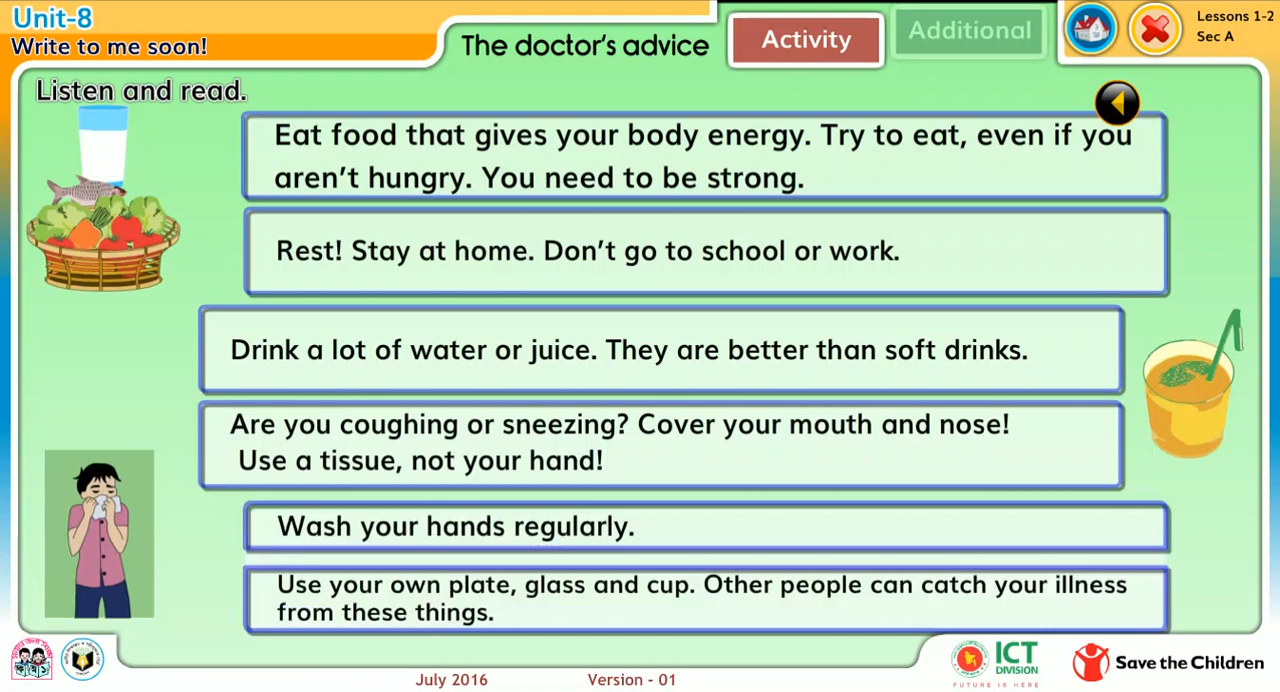 Unit-8
Write to me soon!
The doctor's advice
Activity
Additional
Lessons 1-2
Sec A
Listen and read.
Eat food that gives your body energy. Try to eat, even if you
aren't hungry. You need to be strong.
Rest! Stay at home. Don't go to school or work.
Drink a lot of water or juice. They are better than soft drinks.
Are you coughing or sneezing? Cover your mouth and nose!
Use a tissue, not your hand!
Wash your hands regularly.
Use your own plate, glass and cup. Other people can catch your illness
from these things.
July 2016
Version - 01
ICT
DIVISION
FUTURE IS HERE
Save the Children